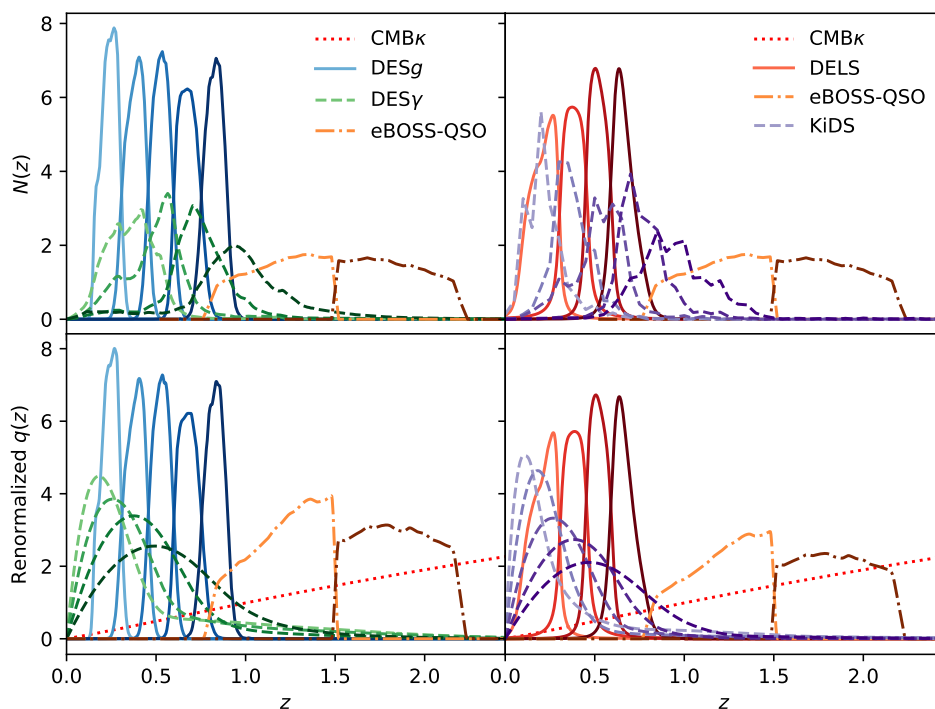 8
6
4
2
0
N(z)
CMBκ
DESg
DESγ
eBOSS-QSO
CMBκ
DELS
eBOSS-QSO
KiDS
8
6
4
2
0
Renormalized q(z)
0.0 0.5 1.0 1.5 2.0
z
0.0 0.5 1.0 1.5 2.0
z